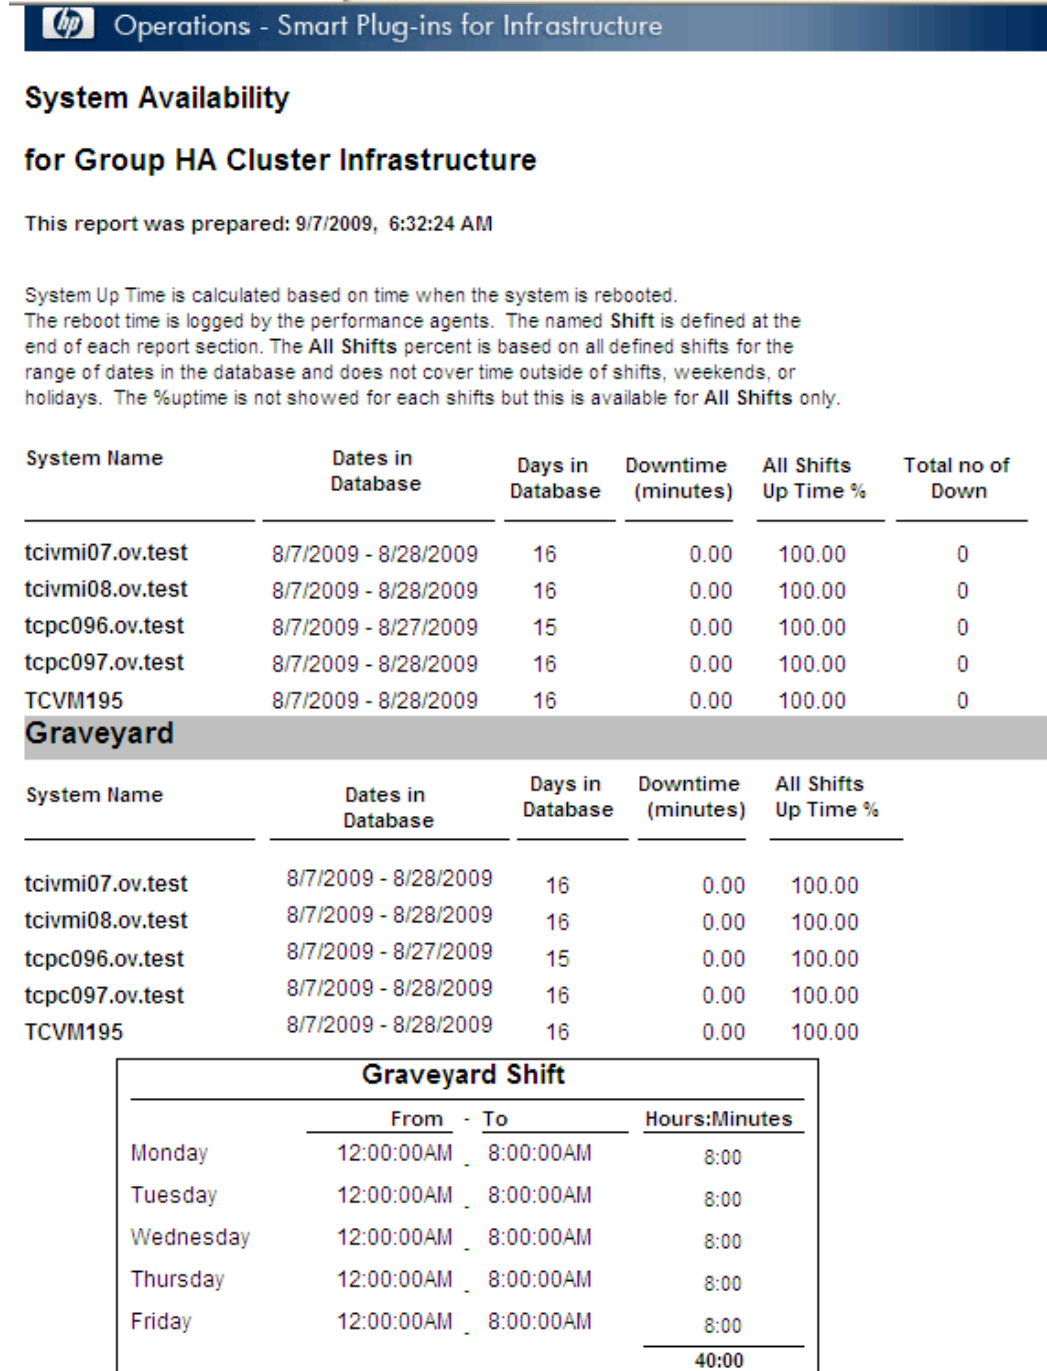 hp Operations - Smart Plug-ins for Infrastructure
System Availability
for Group HA Cluster Infrastructure
This report was prepared: 9/7/2009, 6:32:24 AM
System Up Time is calculated based on time when the system is rebooted.
The reboot time is logged by the performance agents. The named Shift is defined at the
end of each report section. The All Shifts percent is based on all defined shifts for the
range of dates in the database and does not cover time outside of shifts, weekends, or
holidays. The %uptime is not showed for each shifts but this is available for All Shifts only.
System Name Dates in Days in Downtime All Shifts Total no of
Database Database (minutes) Up Time % Down
tcivmi07.ov.test 8/7/2009 - 8/28/2009 16 0.00 100.00 0
tcivmi08.ov.test 8/7/2009 - 8/28/2009 16 0.00 100.00 0
tcpc096.ov.test 8/7/2009 - 8/27/2009 15 0.00 100.00 0
tcpc097.ov.test 8/7/2009 - 8/28/2009 16 0.00 100.00 0
TCVM195 8/7/2009 - 8/28/2009 16 0.00 100.00 0
Graveyard
System Name Dates in Days in Downtime All Shifts
Database Database (minutes) Up Time %
tcivmi07.ov.test 8/7/2009 - 8/28/2009 16 0.00 100.00
tcivmi08.ov.test 8/7/2009 - 8/28/2009 16 0.00 100.00
tcpc096.ov.test 8/7/2009 - 8/27/2009 15 0.00 100.00
tcpc097.ov.test 8/7/2009 - 8/28/2009 16 0.00 100.00
TCVM195 8/7/2009 - 8/28/2009 16 0.00 100.00
Graveyard Shift
From - To Hours:Minutes
Monday 12:00:00AM - 8:00:00AM 8:00
Tuesday 12:00:00AM - 8:00:00AM 8:00
Wednesday 12:00:00AM - 8:00:00AM 8:00
Thursday 12:00:00AM - 8:00:00AM 8:00
Friday 12:00:00AM - 8:00:00AM 8:00
40:00